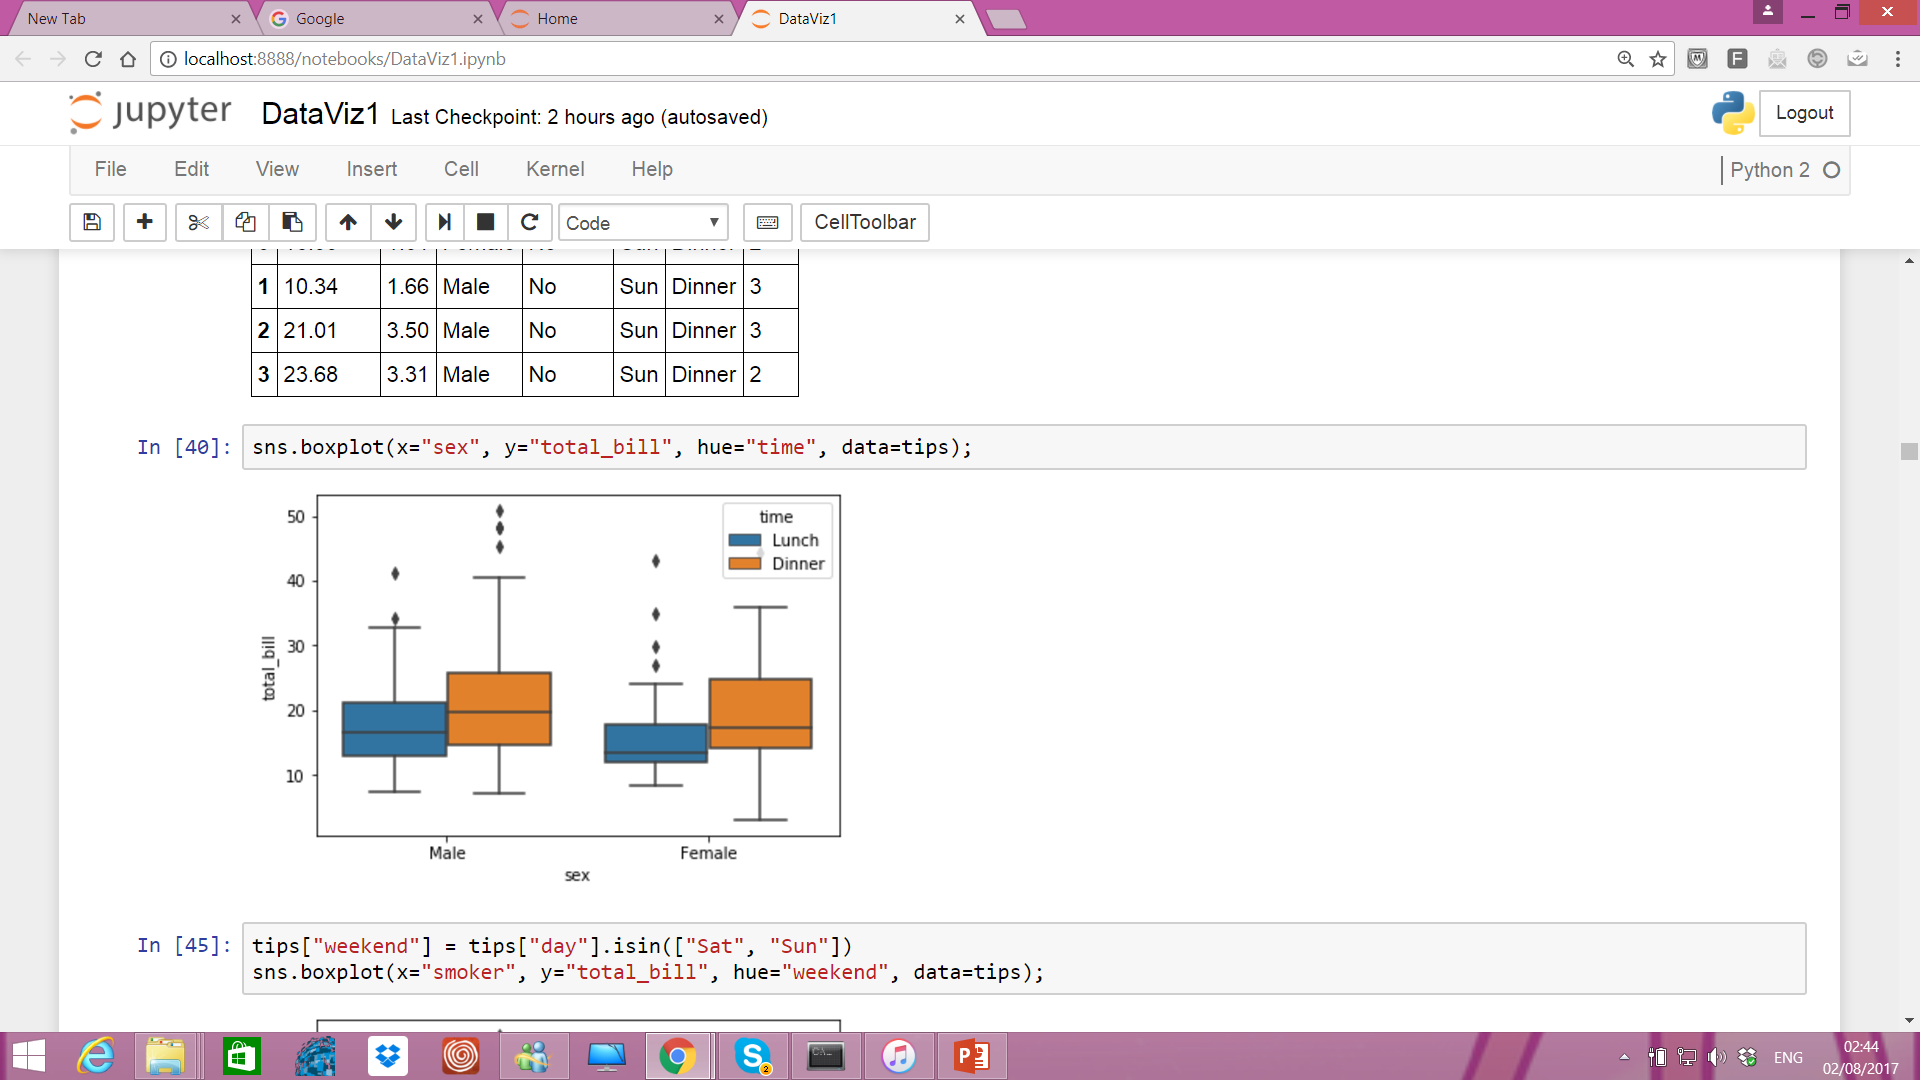 New Tab
Google
Home
DataViz1
localhost:8888/notebooks/DataViz1.ipynb
jupyter DataViz1 Last Checkpoint: 2 hours ago (autosaved)
Logout
File Edit View Insert Cell Kernel Help
Python 2
Code
CellToolbar
1 10.34 1.66 Male No Sun Dinner 3
2 21.01 3.50 Male No Sun Dinner 3
3 23.68 3.31 Male No Sun Dinner 2
In [40]: sns.boxplot(x="sex", y="total_bill", hue="time", data=tips);
50
40
30
20
10
total_bill
time
Lunch
Dinner
Male Female
sex
In [45]: tips["weekend"] = tips["day"].isin(["Sat", "Sun"])
sns.boxplot(x="smoker", y="total_bill", hue="weekend", data=tips);
2
ENG
02:44
02/08/2017